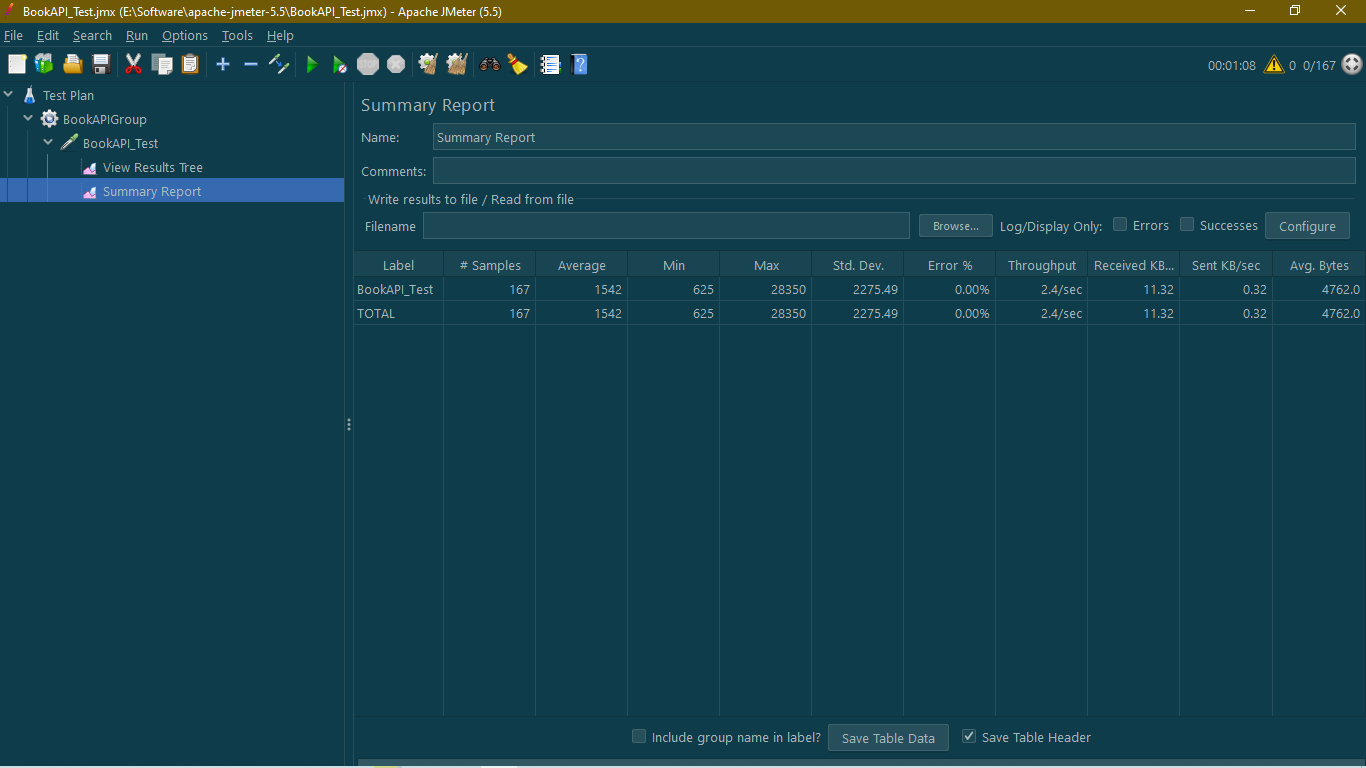 BookAPI_Test.jmx (E:\Software\apache-jmeter-5.5\BookAPI_Test.jmx) - Apache JMeter (5.5)
File Edit Search Run Options Tools Help
STOP 00:01:08 0 0/167
Test Plan
BookAPIGroup
BookAPI_Test
View Results Tree
Summary Report
Summary Report
Name: Summary Report
Comments:
Write results to file / Read from file
Filename Browse... Log/Display Only: Errors Successes Configure
Label # Samples Average Min Max Std. Dev. Error % Throughput Received KB... Sent KB/sec Avg. Bytes
BookAPI_Test 167 1542 625 28350 2275.49 0.00% 2.4/sec 11.32 0.32 4762.0
TOTAL 167 1542 625 28350 2275.49 0.00% 2.4/sec 11.32 0.32 4762.0
Include group name in label? Save Table Data Save Table Header